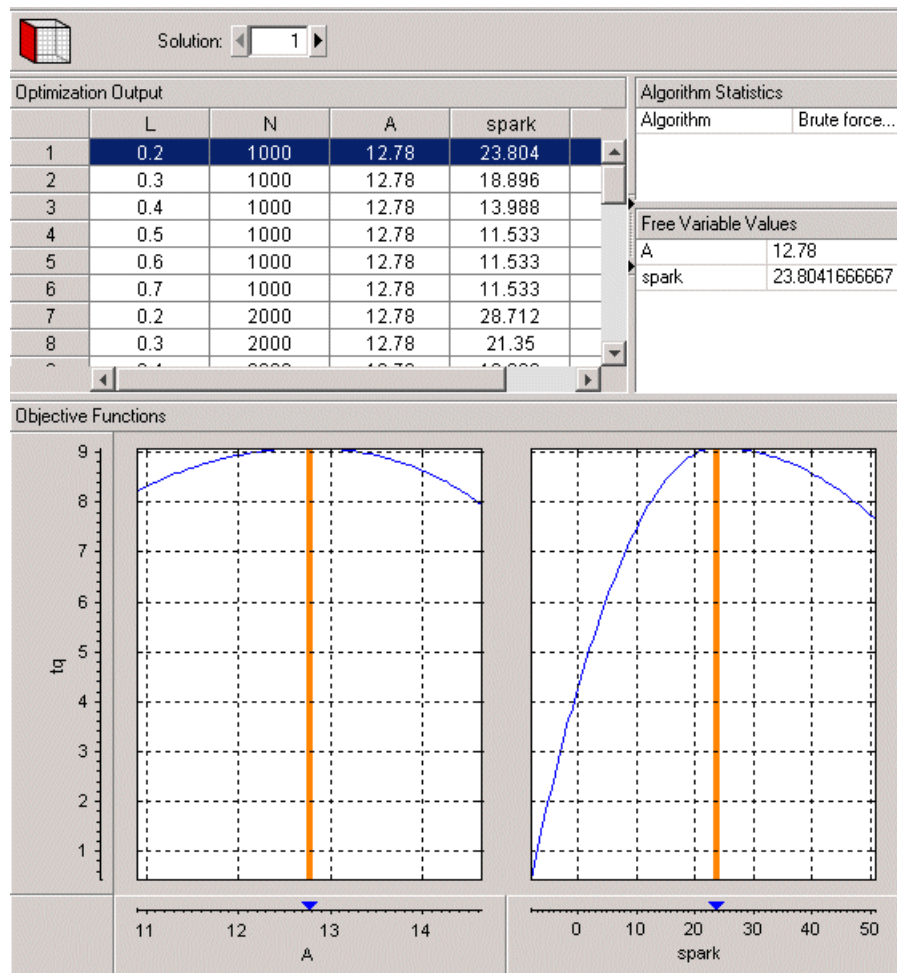 Solution: 1
Optimization Output
L N A spark
1 0.2 1000 12.78 23.804
2 0.3 1000 12.78 18.896
3 0.4 1000 12.78 13.988
4 0.5 1000 12.78 11.533
5 0.6 1000 12.78 11.533
6 0.7 1000 12.78 11.533
7 0.2 2000 12.78 28.712
8 0.3 2000 12.78 21.35
Algorithm Statistics
Algorithm Brute force...
Free Variable Values
A 12.78
spark 23.8041666667
Objective Functions
9
8
7
6
5
4
3
2
1
tq
11 12 13 14
A
0 10 20 30 40 50
spark